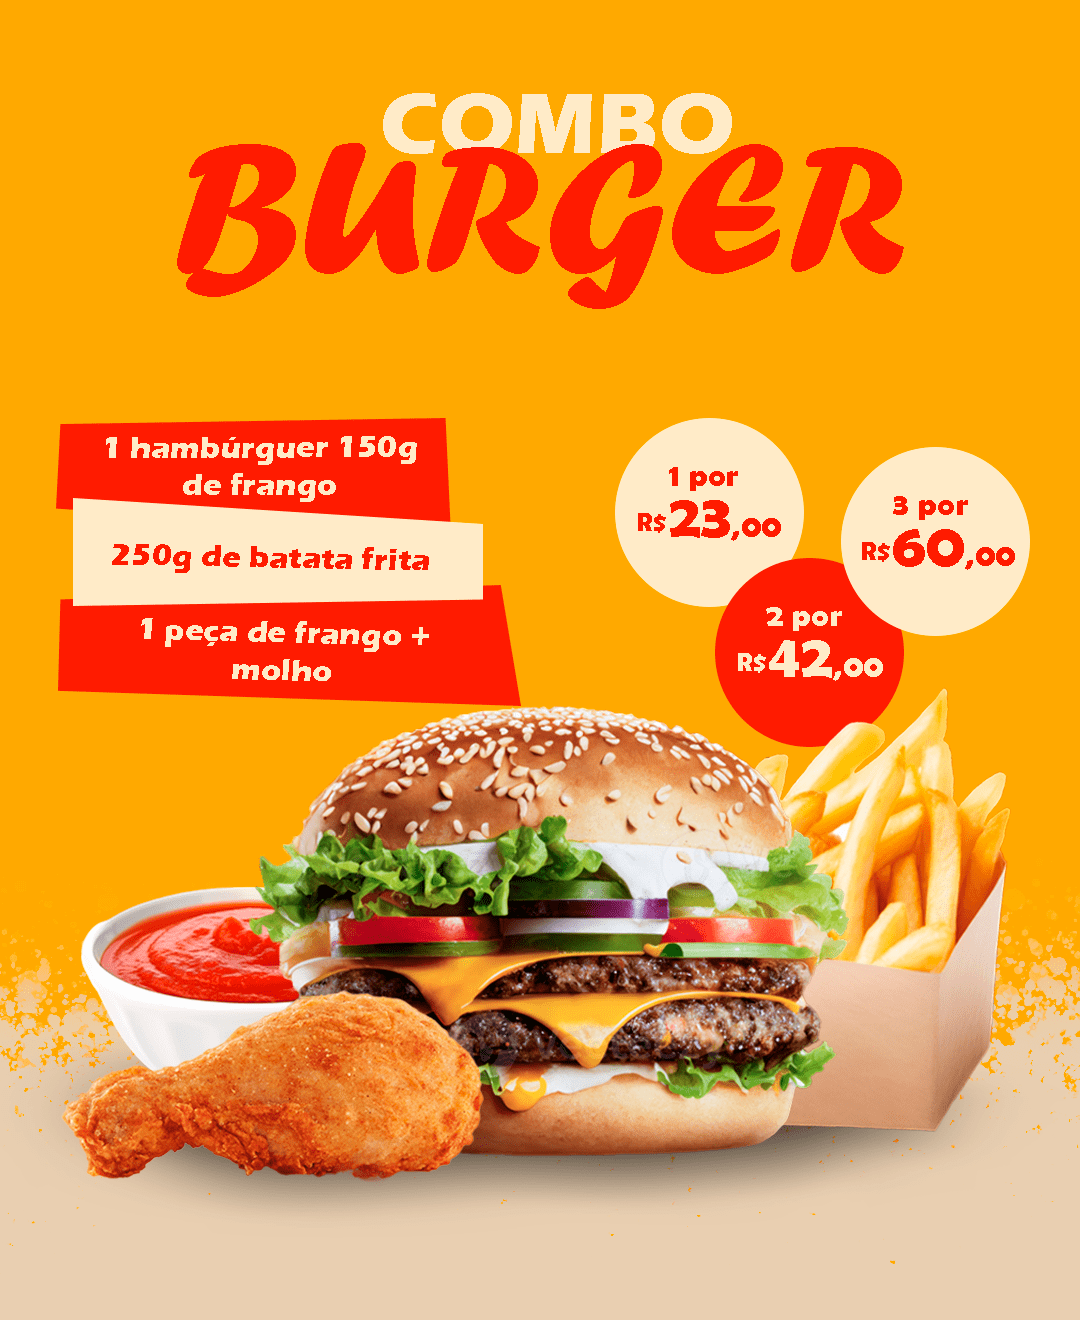 COMBO
BURGER
1 hambúrguer 150g
de frango
250g de batata frita
1 peça de frango +
molho
1 por
R$23,00
3 por
R$60,00
2 por
R$42,00